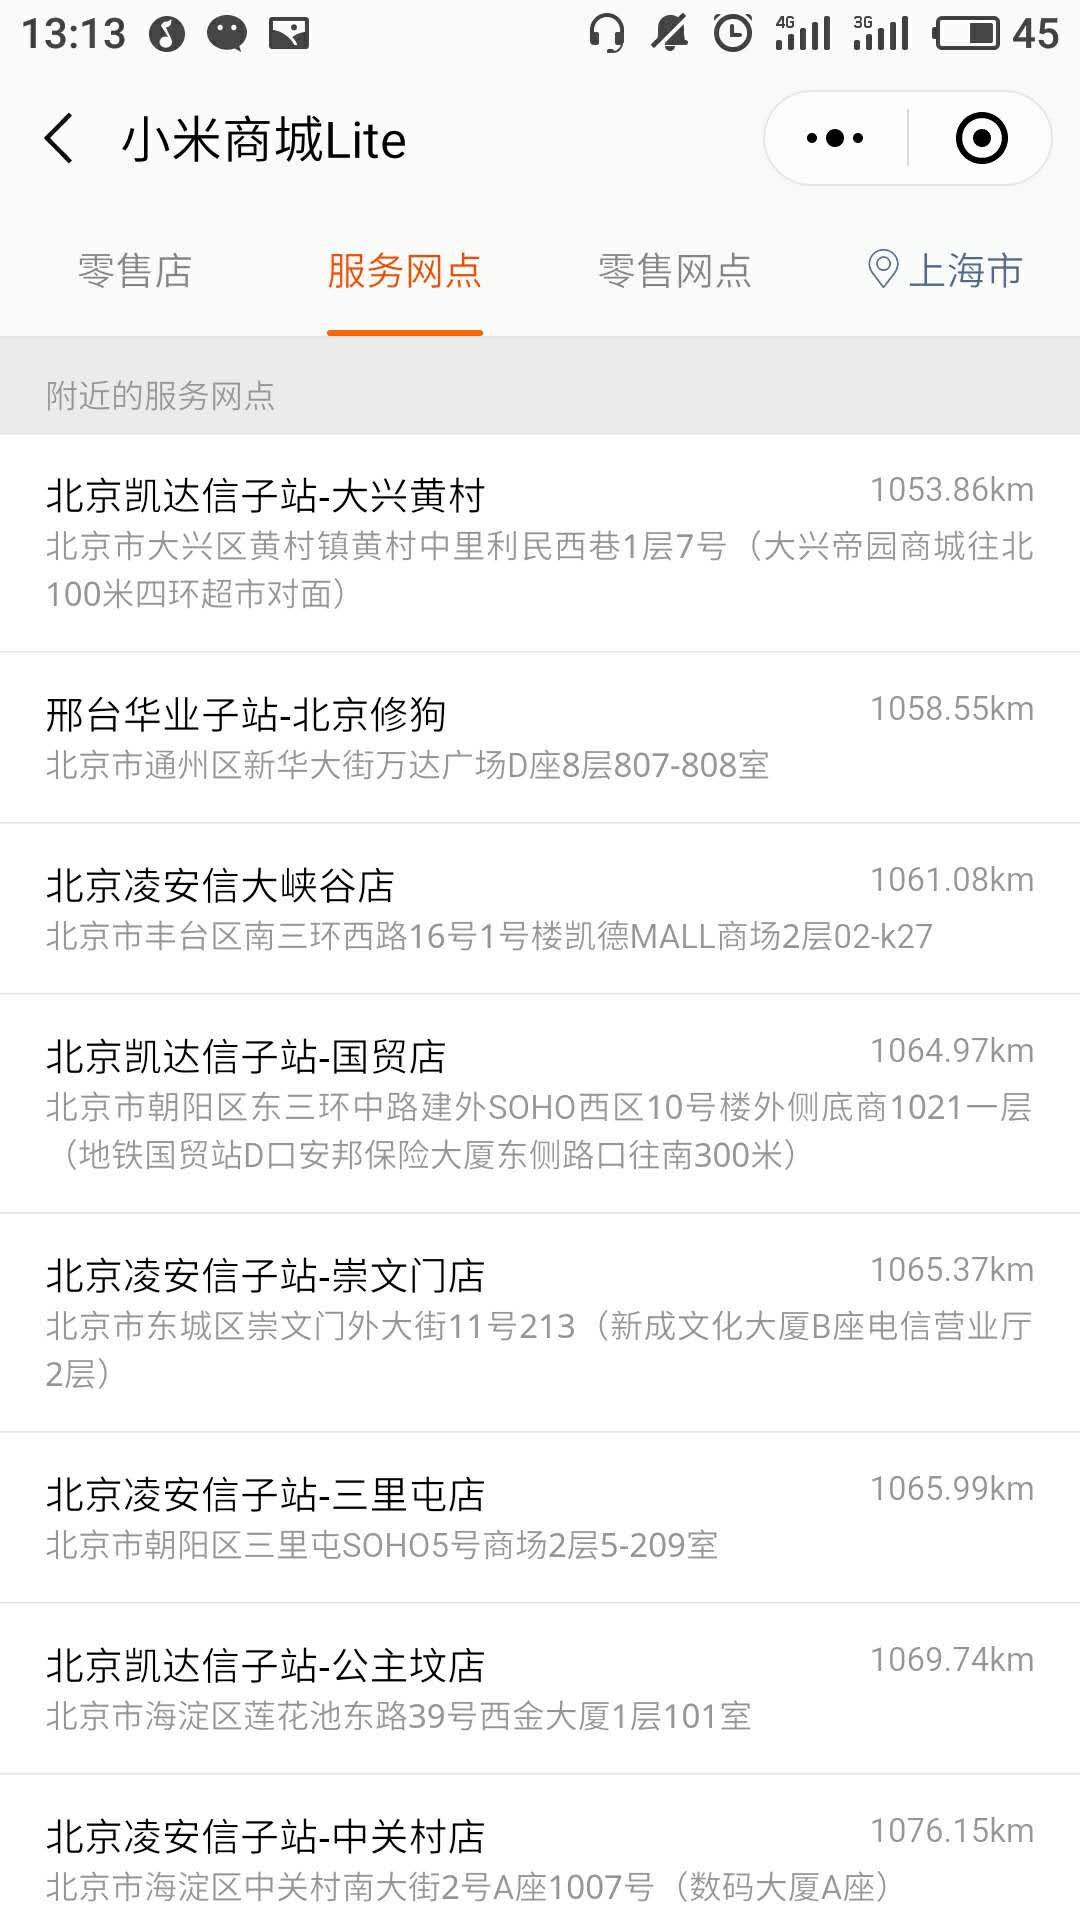 13:13
4G
3G
45
小米商城Lite
零售店
服务网点
零售网点
上海市
附近的服务网点
北京凯达信子站-大兴黄村
1053.86km
北京市大兴区黄村镇黄村中里利民西巷1层7号（大兴帝园商城往北
100米四环超市对面）
邢台华业子站-北京修狗
1058.55km
北京市通州区新华大街万达广场D座8层807-808室
北京凌安信大峡谷店
1061.08km
北京市丰台区南三环西路16号1号楼凯德MALL商场2层02-k27
北京凯达信子站-国贸店
1064.97km
北京市朝阳区东三环中路建外SOHO西区10号楼外侧底商1021一层
（地铁国贸站D口安邦保险大厦东侧路口往南300米）
北京凌安信子站-崇文门店
1065.37km
北京市东城区崇文门外大街11号213（新成文化大厦B座电信营业厅
2层）
北京凌安信子站-三里屯店
1065.99km
北京市朝阳区三里屯SOHO5号商场2层5-209室
北京凯达信子站-公主坟店
1069.74km
北京市海淀区莲花池东路39号西金大厦1层101室
北京凌安信子站-中关村店
1076.15km
北京市海淀区中关村南大街2号A座1007号（数码大厦A座）